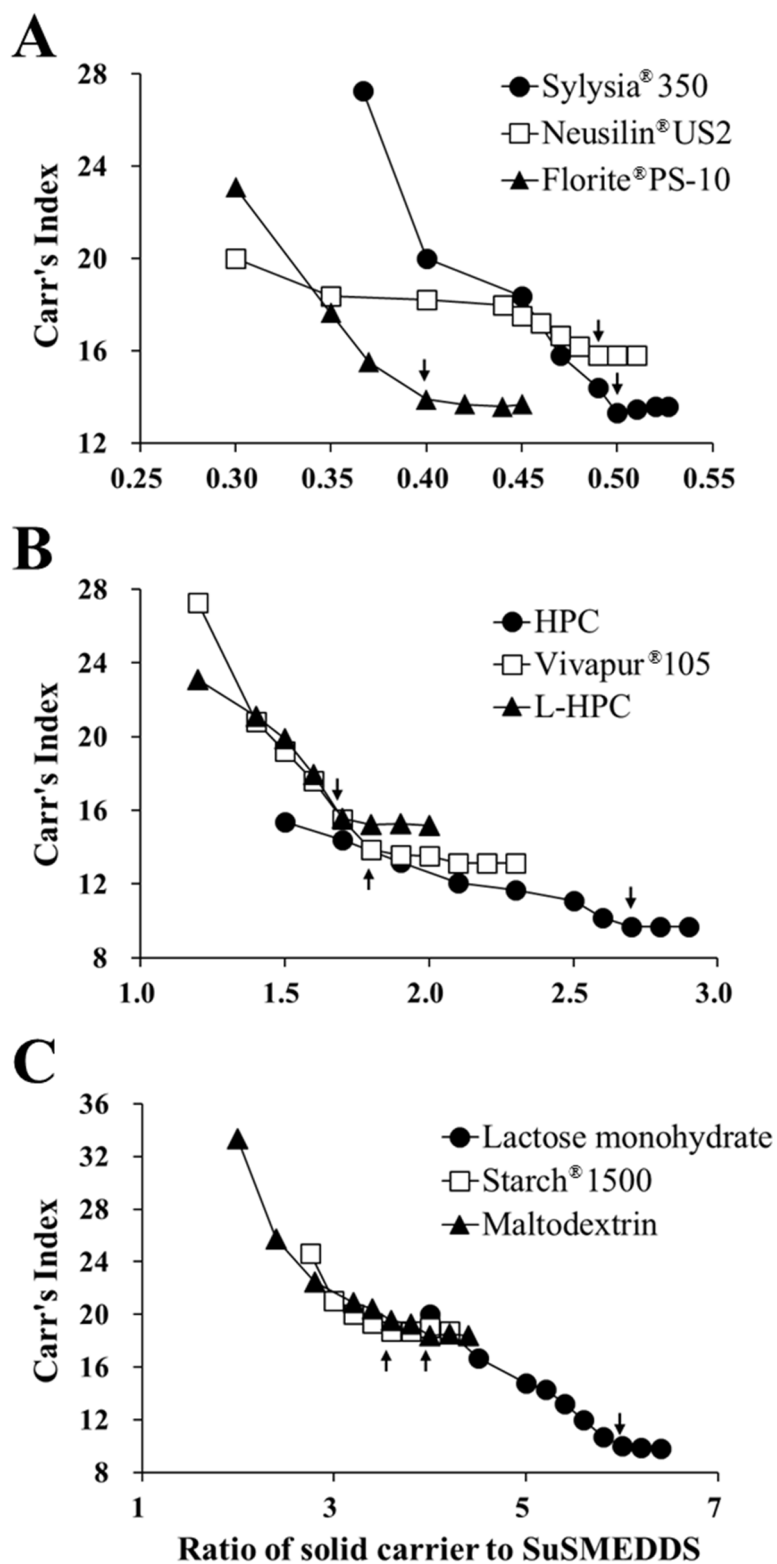 A
28
24
20
16
12
Carr's Index
Sylysia®350
Neusilin®US2
Florite®PS-10
0.25 0.30 0.35 0.40 0.45 0.50 0.55
B
28
24
20
16
12
8
Carr's Index
HPC
Vivapur®105
L-HPC
1.0 1.5 2.0 2.5 3.0
C
36
32
28
24
20
16
12
8
Carr's Index
Lactose monohydrate
Starch®1500
Maltodextrin
1 3 5 7
Ratio of solid carrier to SuSMEDDS